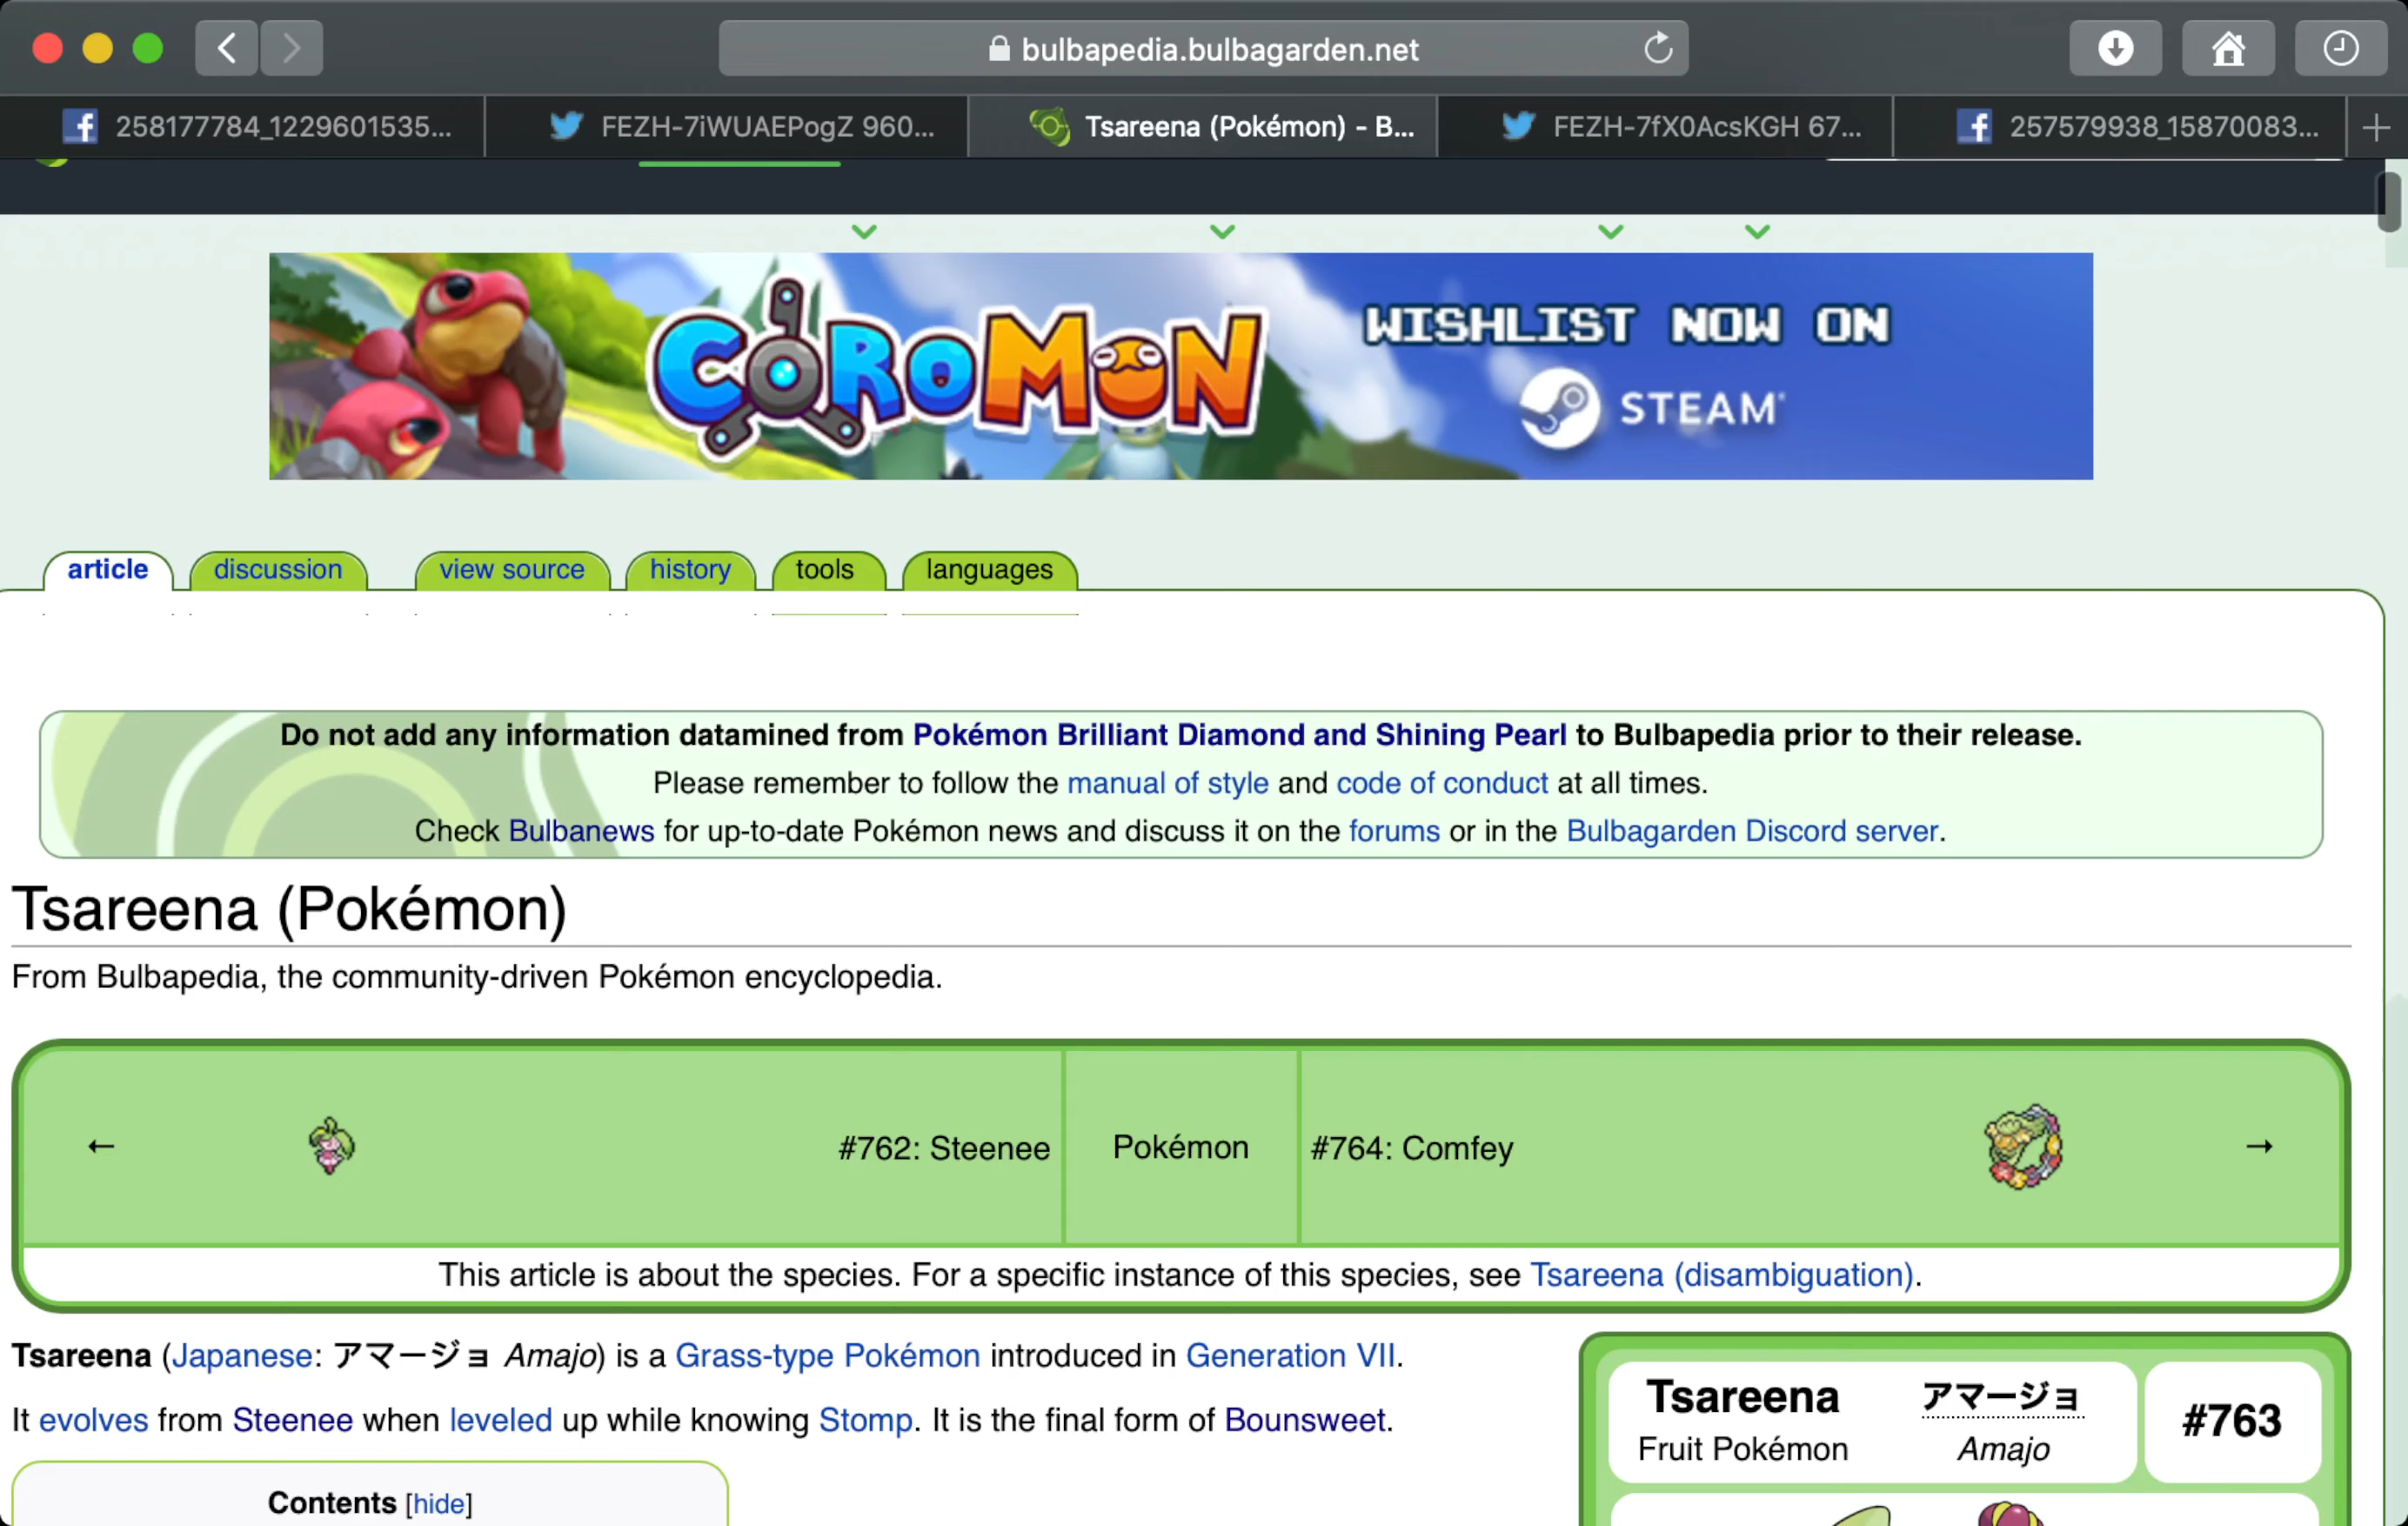 bulbapedia.bulbagarden.net
258177784_1229601535...
FEZH-7iWUAEPogZ 960...
Tsareena (Pokémon) - B...
FEZH-7fX0AcsKGH 67...
257579938_15870083...
COROMON
WISHLIST NOW ON
STEAM
article
discussion
view source
history
tools
languages
Do not add any information datamined from Pokémon Brilliant Diamond and Shining Pearl to Bulbapedia prior to their release.
Please remember to follow the manual of style and code of conduct at all times.
Check Bulbanews for up-to-date Pokémon news and discuss it on the forums or in the Bulbagarden Discord server.
Tsareena (Pokémon)
From Bulbapedia, the community-driven Pokémon encyclopedia.
← #762: Steenee
Pokémon
#764: Comfey →
This article is about the species. For a specific instance of this species, see Tsareena (disambiguation).
Tsareena (Japanese: アマージョ Amajo) is a Grass-type Pokémon introduced in Generation VII.
It evolves from Steenee when leveled up while knowing Stomp. It is the final form of Bounsweet.
Contents [hide]
Tsareena
Fruit Pokémon
アマージョ
Amajo
#763